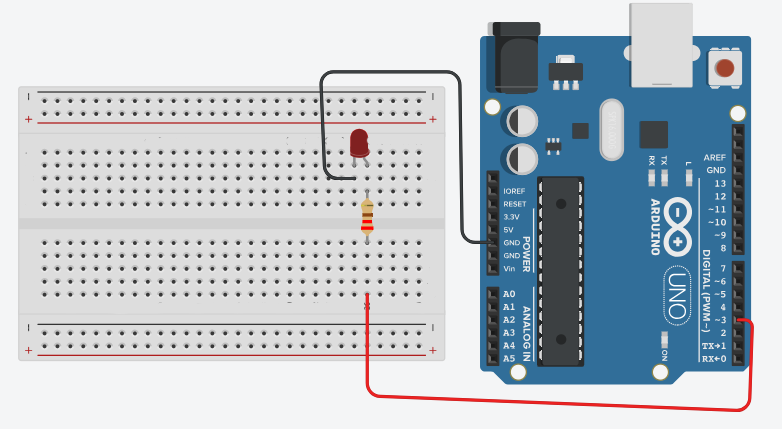 IOREF
RESET
3.3V
5V
GND
GND
Vin
POWER
A0
A1
A2
A3
A4
A5
ANALOG IN
RX
TX
L
ARDUINO
UNO
ON
AREF
GND
13
12
~11
~10
~9
8
7
~6
~5
4
~3
2
TX→1
RX←0
DIGITAL (PWM~)